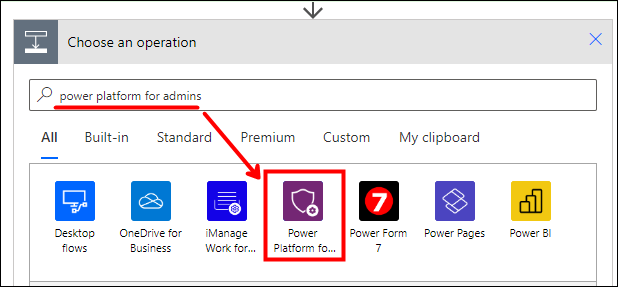 Choose an operation
power platform for admins
All Built-in Standard Premium Custom My clipboard
Desktop flows
OneDrive for Business
iManage Work for...
Power Platform fo...
7
Power Form 7
Power Pages
Power BI